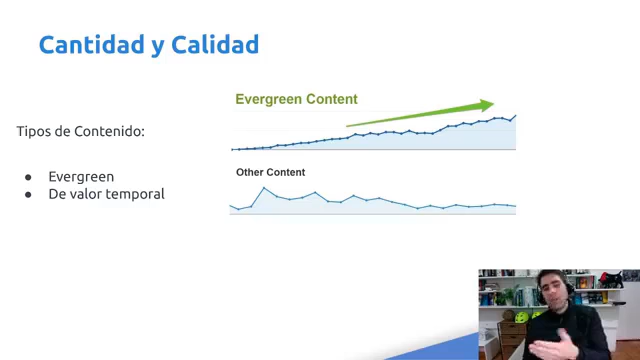 Cantidad y Calidad
Evergreen Content
Tipos de Contenido:
Other Content
● Evergreen
● De valor temporal